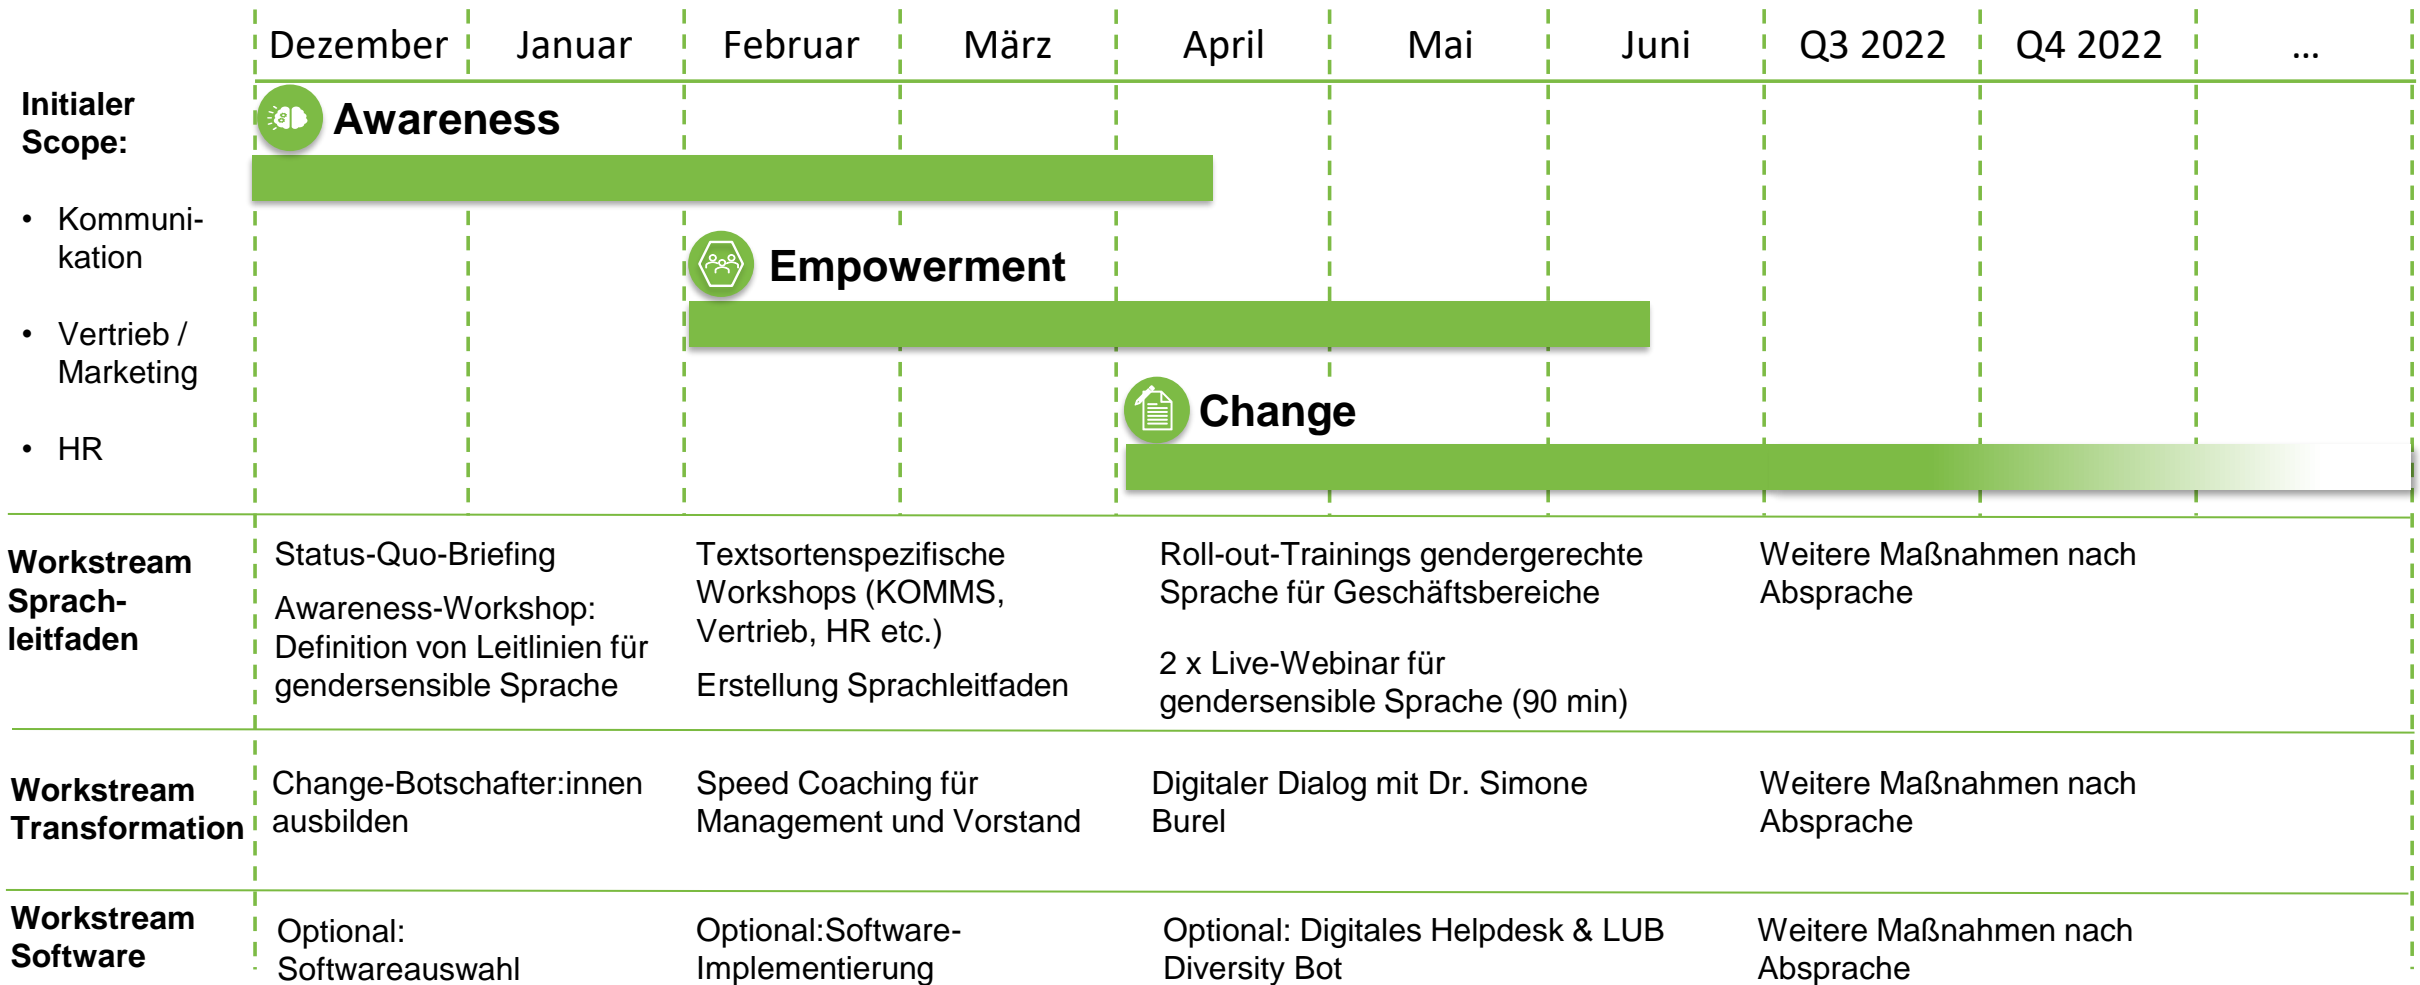 Dezember
Januar
Februar
März
April
Mai
Juni
Q3 2022
Q4 2022
...
Initialer
Scope:
• Kommuni-
kation
• Vertrieb /
Marketing
• HR
Awareness
Empowerment
Change
Workstream
Sprach-
leitfaden
Status-Quo-Briefing
Awareness-Workshop:
Definition von Leitlinien für
gendersensible Sprache
Textsortenspezifische
Workshops (KOMMS,
Vertrieb, HR etc.)
Erstellung Sprachleitfaden
Roll-out-Trainings gendergerechte
Sprache für Geschäftsbereiche
2 x Live-Webinar für
gendersensible Sprache (90 min)
Weitere Maßnahmen nach
Absprache
Workstream
Transformation
Change-Botschafter:innen
ausbilden
Speed Coaching für
Management und Vorstand
Digitaler Dialog mit Dr. Simone
Burel
Weitere Maßnahmen nach
Absprache
Workstream
Software
Optional:
Softwareauswahl
Optional:Software-
Implementierung
Optional: Digitales Helpdesk & LUB
Diversity Bot
Weitere Maßnahmen nach
Absprache